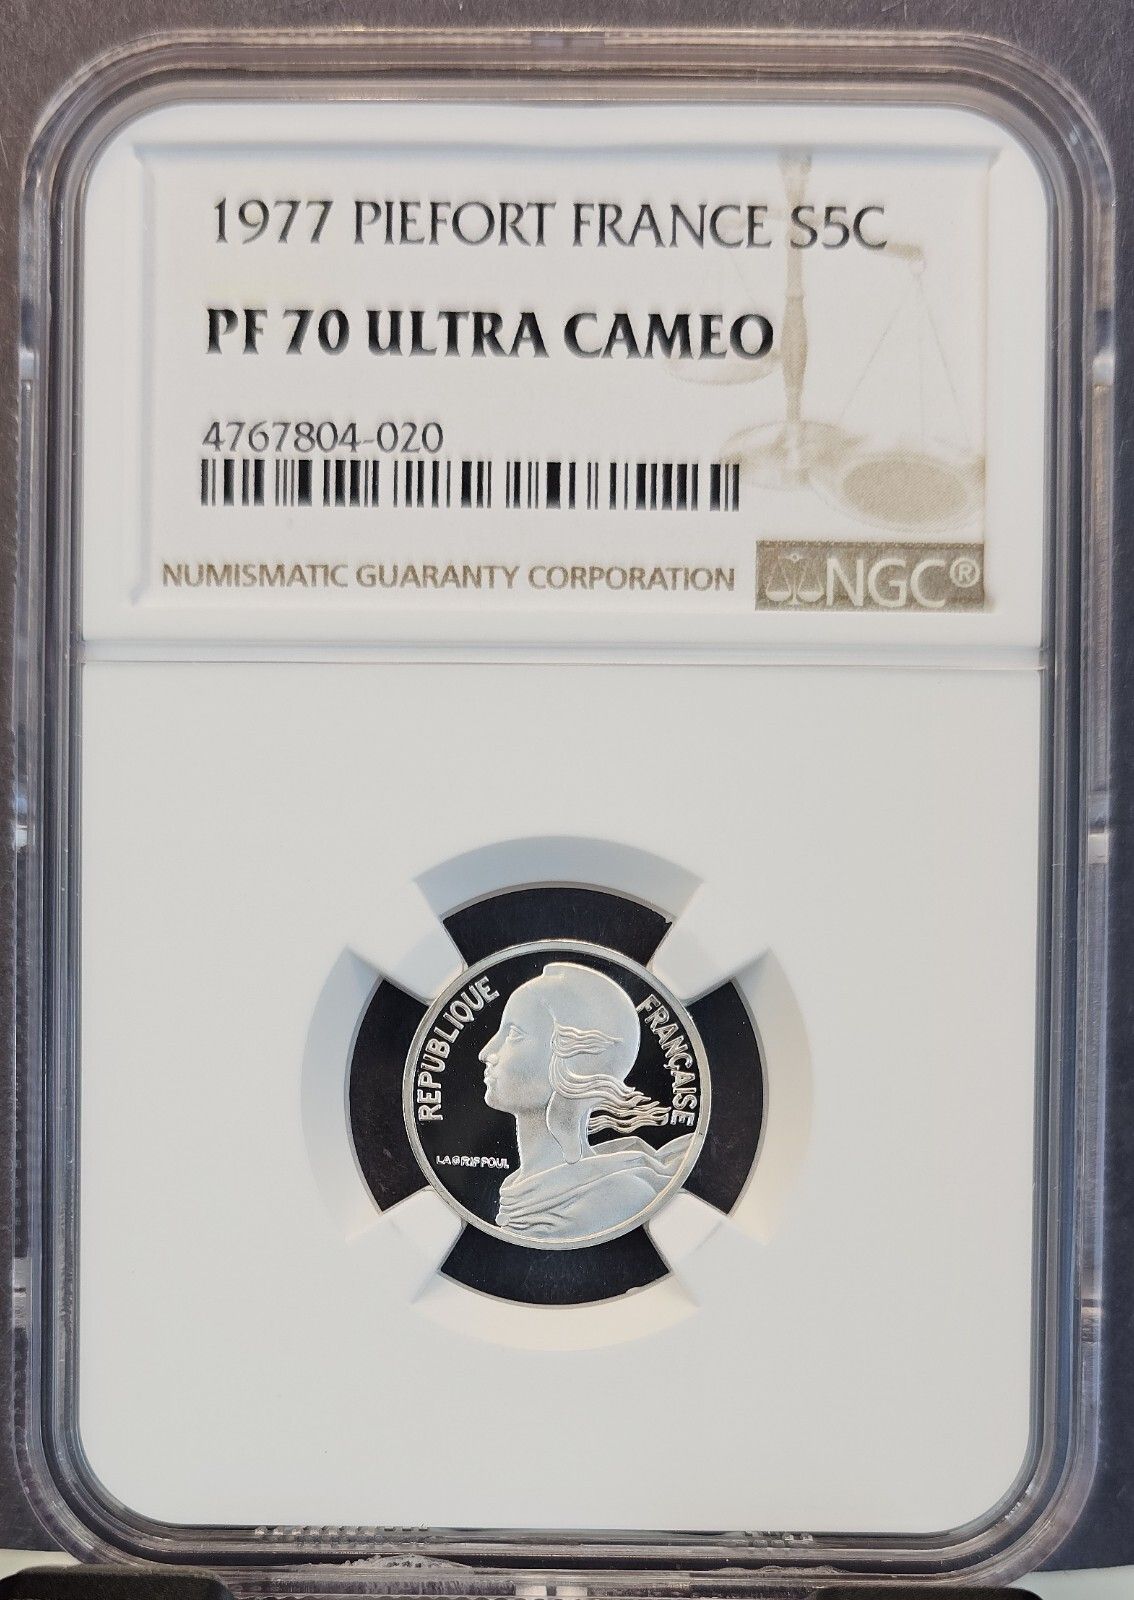 1977 PIEFORT FRANCE S5C
PF 70 ULTRA CAMEO
4767804-020
NUMISMATIC GUARANTY CORPORATION
NGC®
REPUBLIQUE
FRANÇAISE
LAGRIFFOUL